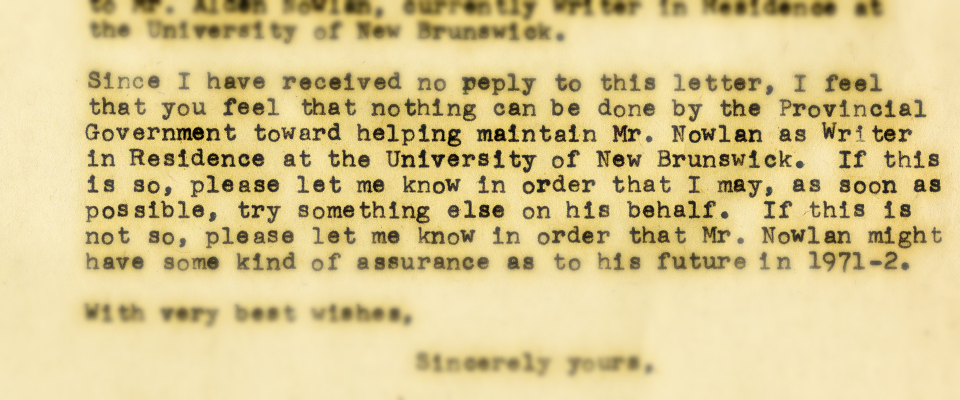 to Mr. Alden Nowlan, currently Writer in Residence at
the University of New Brunswick.
Since I have received no peply to this letter, I feel
that you feel that nothing can be done by the Provincial
Government toward helping maintain Mr. Nowlan as Writer
in Residence at the University of New Brunswick. If this
is so, please let me know in order that I may, as soon as
possible, try something else on his behalf. If this is
not so, please let me know in order that Mr. Nowlan might
have some kind of assurance as to his future in 1971-2.
With very best wishes,
Sincerely yours,